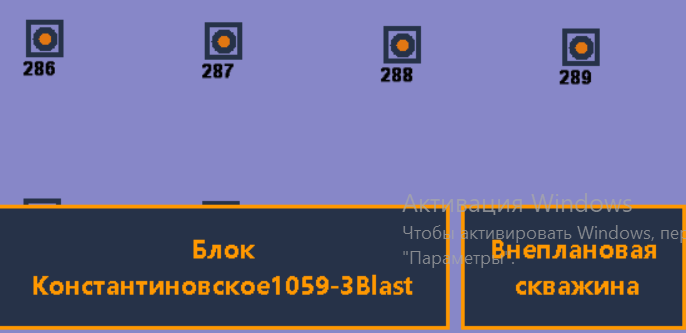 286 287 288 289
Активация Windows
Чтобы активировать Windows, пер
"Параметры".
Блок
Константиновское1059-3Blast
Внеплановая
скважина